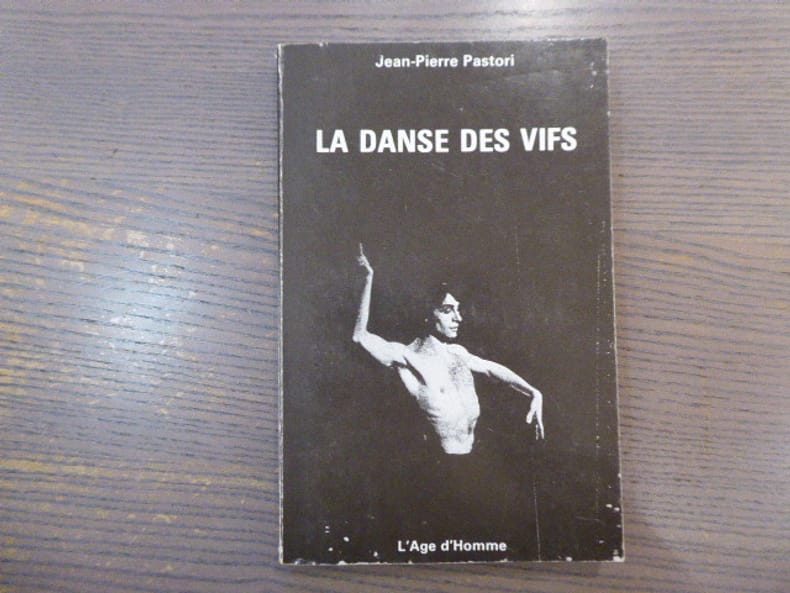 Jean-Pierre Pastori
LA DANSE DES VIFS
L'Age d'Homme